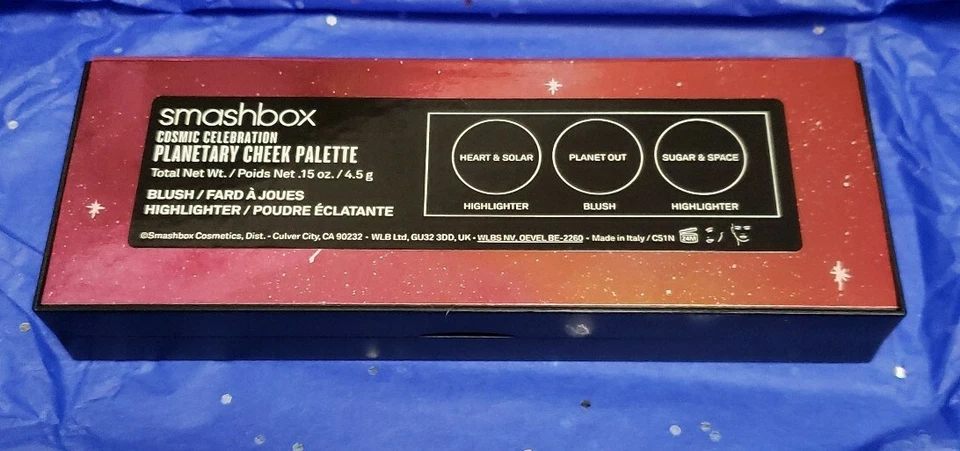 smashbox
COSMIC CELEBRATION
PLANETARY CHEEK PALETTE
Total Net Wt. / Poids Net .15 oz. / 4.5 g
BLUSH / FARD À JOUES
HIGHLIGHTER / POUDRE ÉCLATANTE
HEART & SOLAR
PLANET OUT
SUGAR & SPACE
HIGHLIGHTER
BLUSH
HIGHLIGHTER
©Smashbox Cosmetics, Dist. - Culver City, CA 90232 - WLB Ltd, GU32 3DD, UK - WLBS NV, OEVEL BE-2260 - Made in Italy / C51N 24M